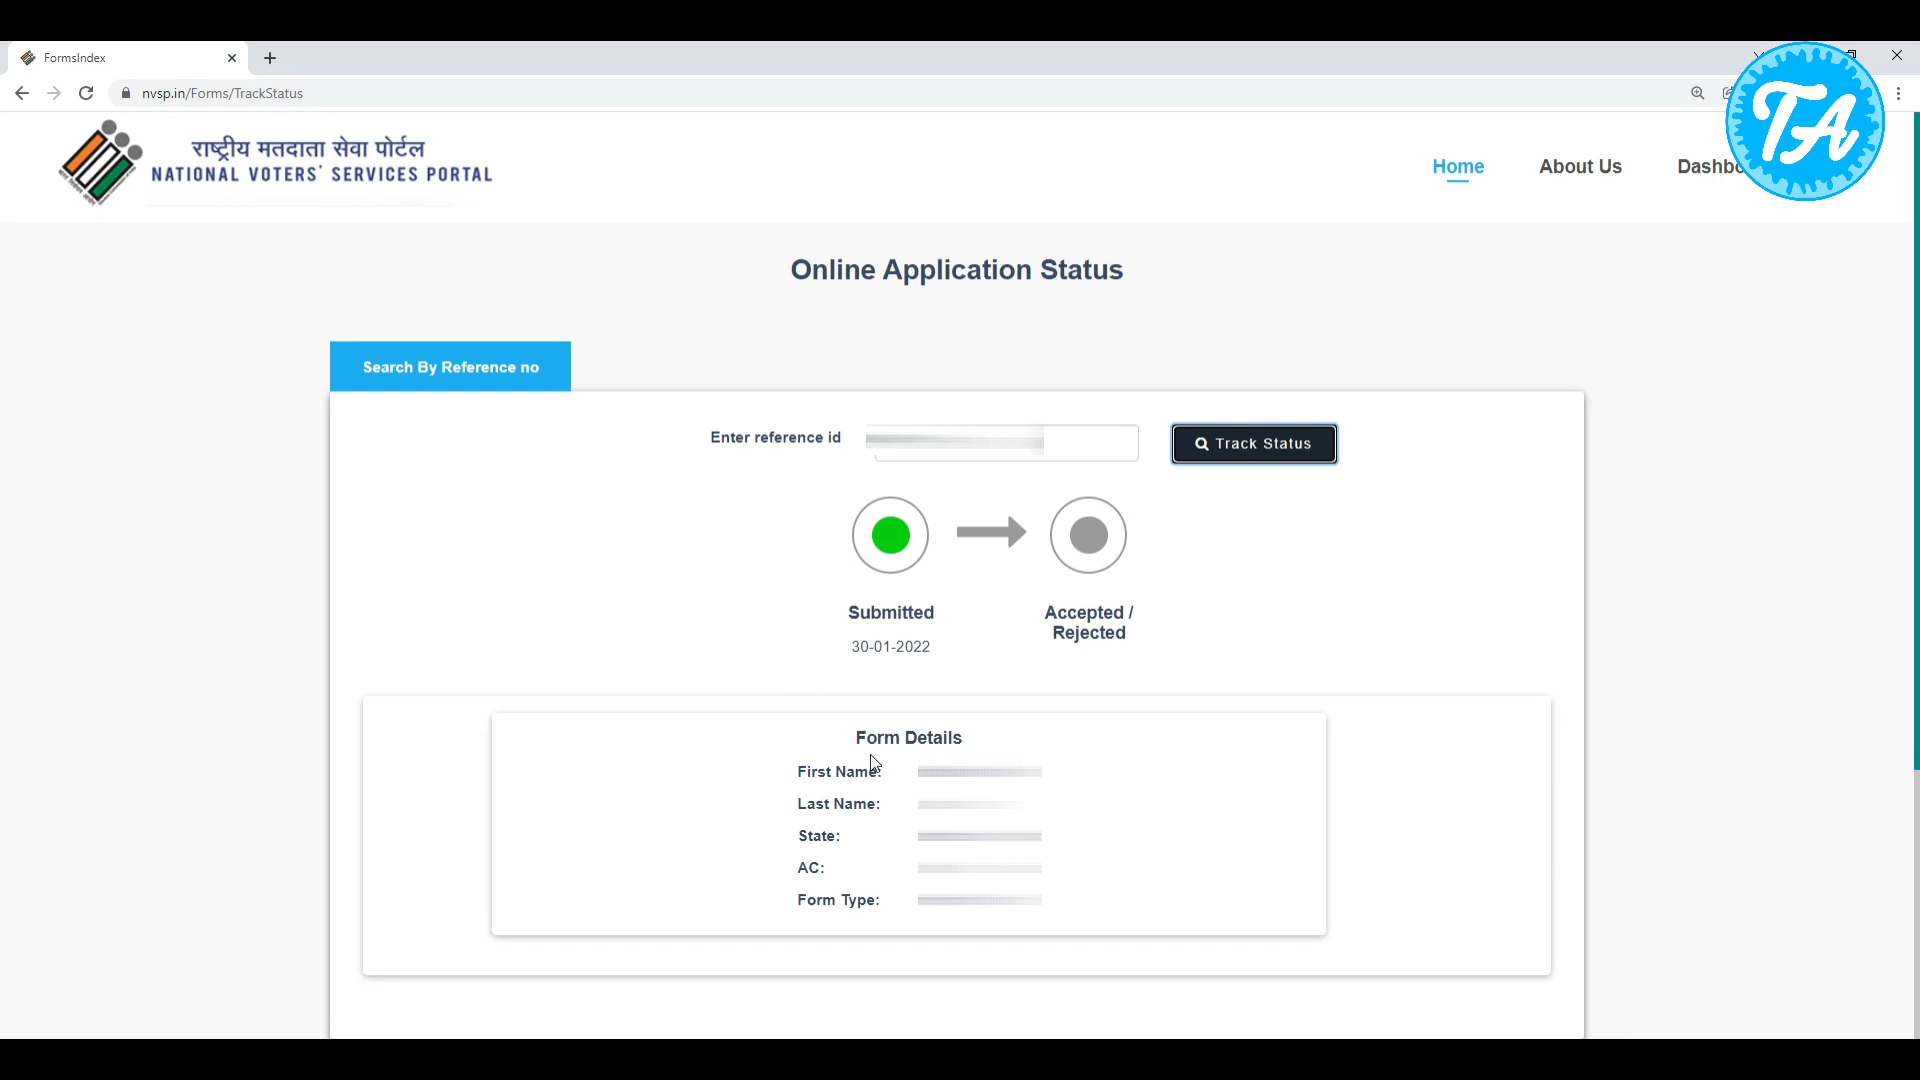 FormsIndex
nvsp.in/Forms/TrackStatus
TA
राष्ट्रीय मतदाता सेवा पोर्टल
NATIONAL VOTERS' SERVICES PORTAL
Home
About Us
Dashbo
Online Application Status
Search By Reference no
Enter reference id
Track Status
Submitted
30-01-2022
Accepted /
Rejected
Form Details
First Name:
Last Name:
State:
AC:
Form Type: